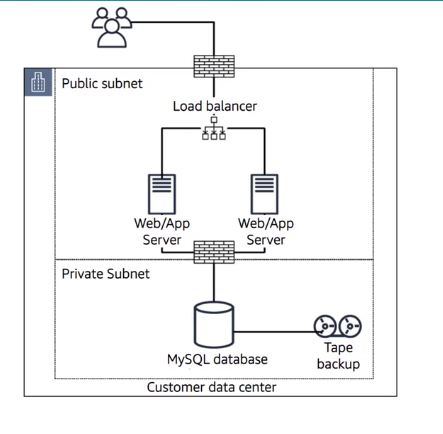 Public subnet
Load balancer
Web/App
Server
Web/App
Server
Private Subnet
MySQL database
Tape
backup
Customer data center